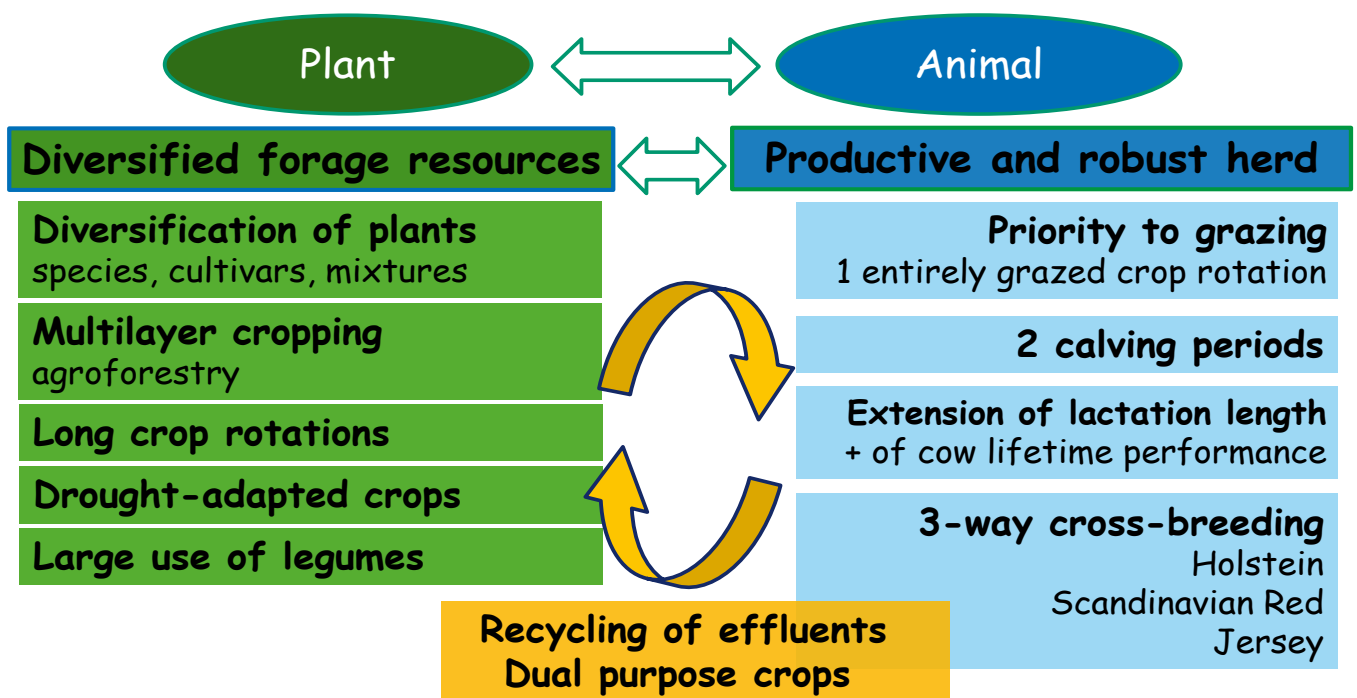 Plant
Animal
Diversified forage resources
Productive and robust herd
Diversification of plants
species, cultivars, mixtures
Multilayer cropping
agroforestry
Long crop rotations
Drought-adapted crops
Large use of legumes
Priority to grazing
1 entirely grazed crop rotation
2 calving periods
Extension of lactation length
+ of cow lifetime performance
3-way cross-breeding
Holstein
Scandinavian Red
Jersey
Recycling of effluents
Dual purpose crops